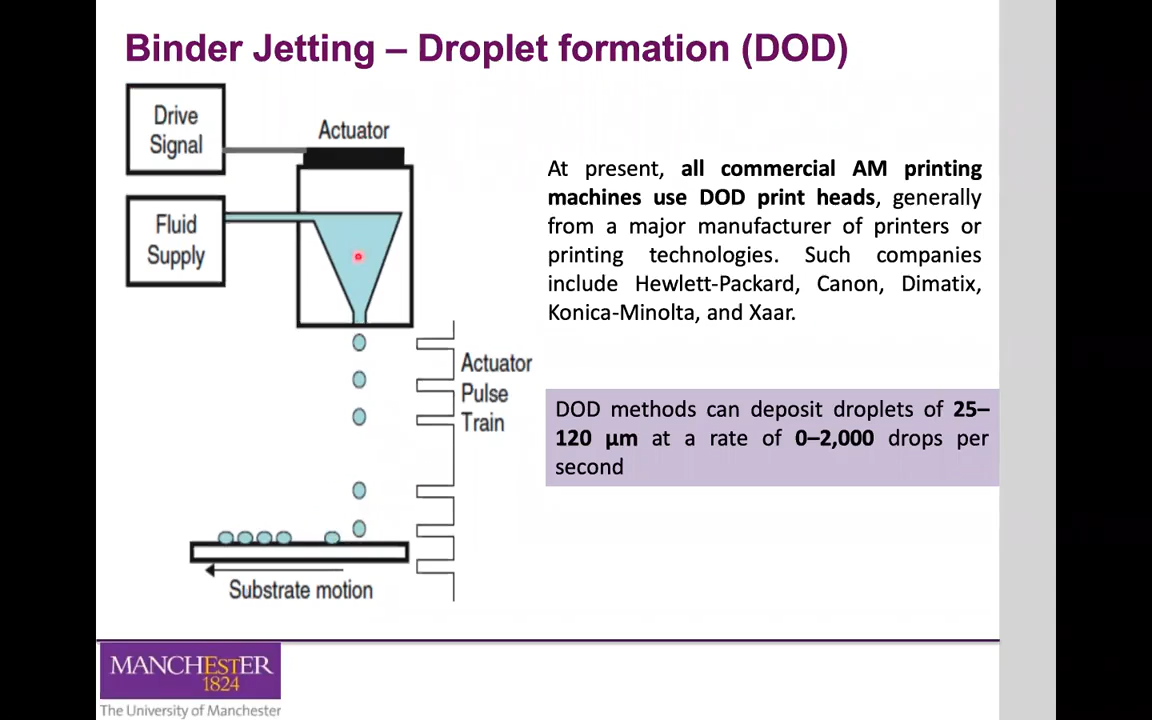 Binder Jetting – Droplet formation (DOD)
Drive
Signal
Actuator
Fluid
Supply
Actuator
Pulse
Train
Substrate motion
At present, all commercial AM printing
machines use DOD print heads, generally
from a major manufacturer of printers or
printing technologies. Such companies
include Hewlett-Packard, Canon, Dimatix,
Konica-Minolta, and Xaar.
DOD methods can deposit droplets of 25–
120 µm at a rate of 0–2,000 drops per
second
MANCHESTER
1824
The University of Manchester